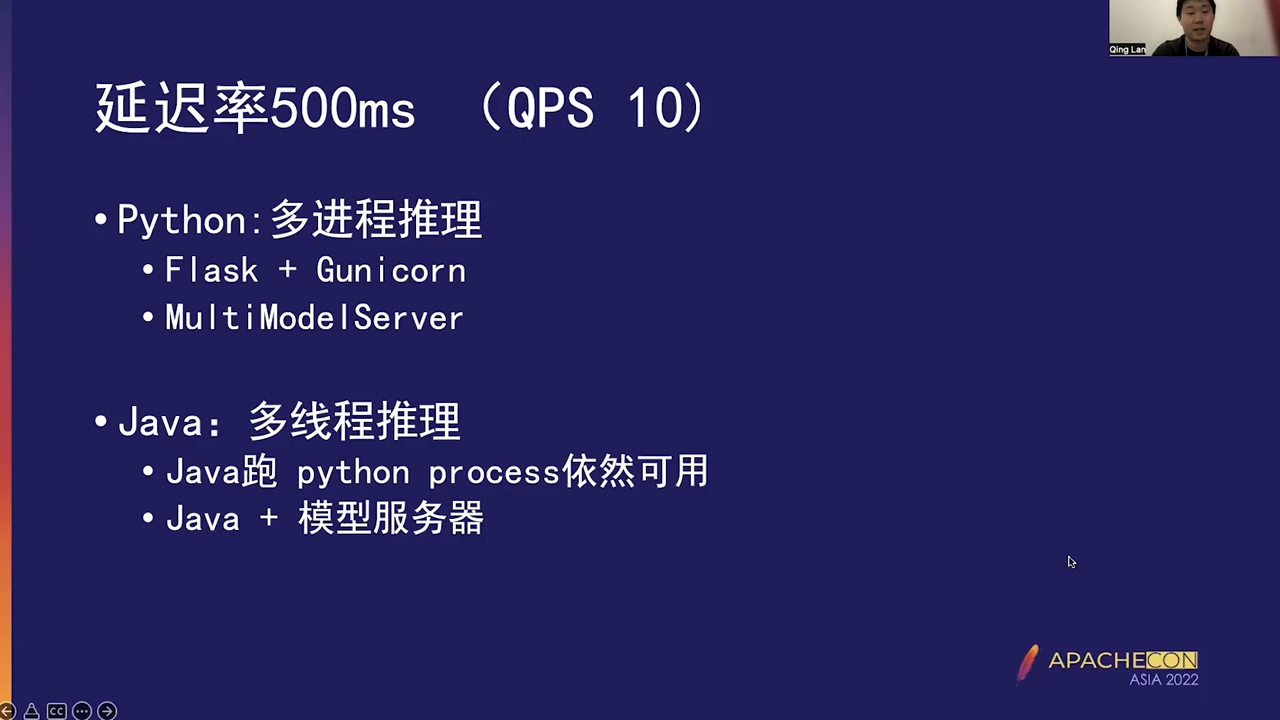 Qing Lan
延迟率500ms （QPS 10)
• Python:多进程推理
• Flask + Gunicorn
• MultiModelServer
• Java：多线程推理
• Java跑 python process依然可用
• Java + 模型服务器
APACHECON
ASIA 2022
CC